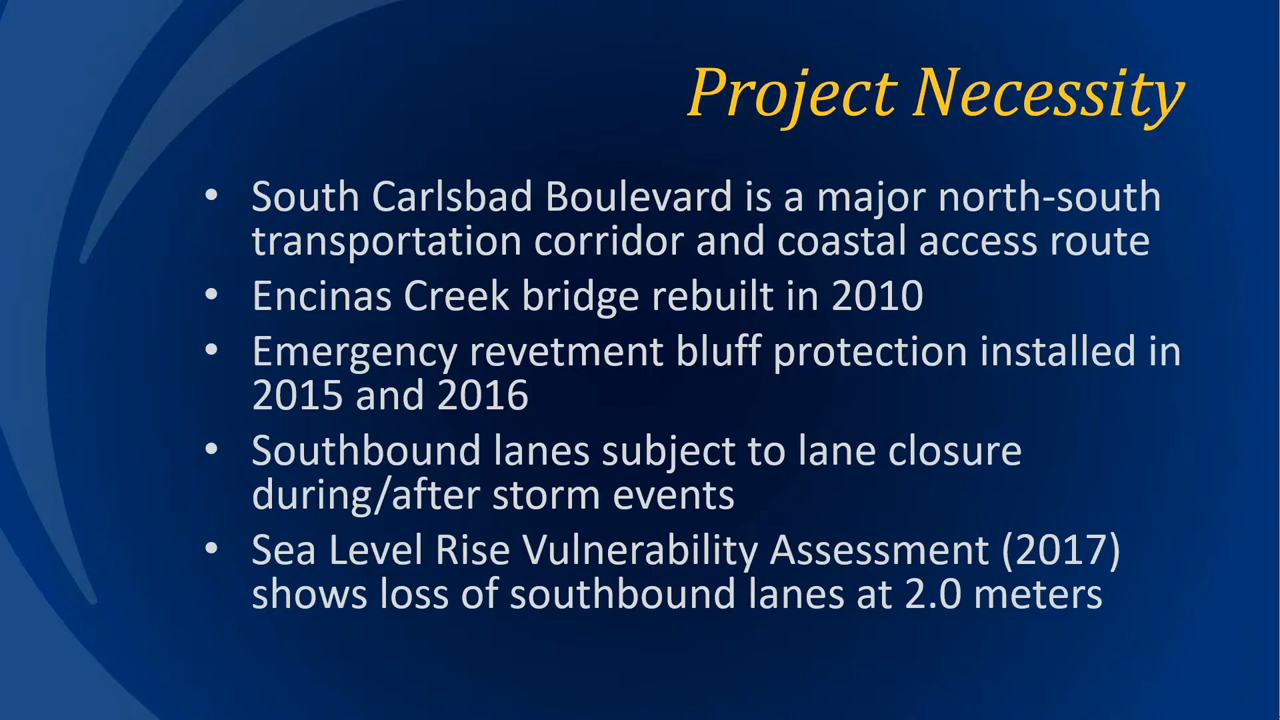 Project Necessity
• South Carlsbad Boulevard is a major north-south
transportation corridor and coastal access route
• Encinas Creek bridge rebuilt in 2010
• Emergency revetment bluff protection installed in
2015 and 2016
• Southbound lanes subject to lane closure
during/after storm events
• Sea Level Rise Vulnerability Assessment (2017)
shows loss of southbound lanes at 2.0 meters